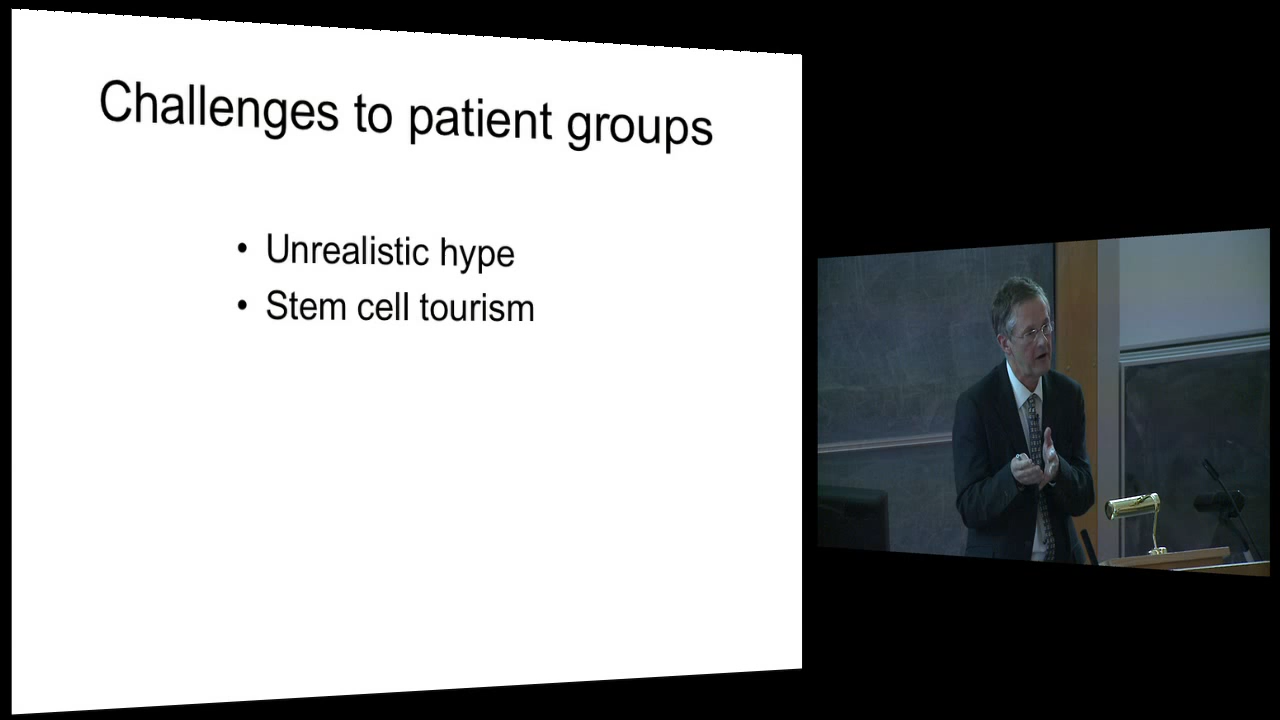 Challenges to patient groups
• Unrealistic hype
• Stem cell tourism